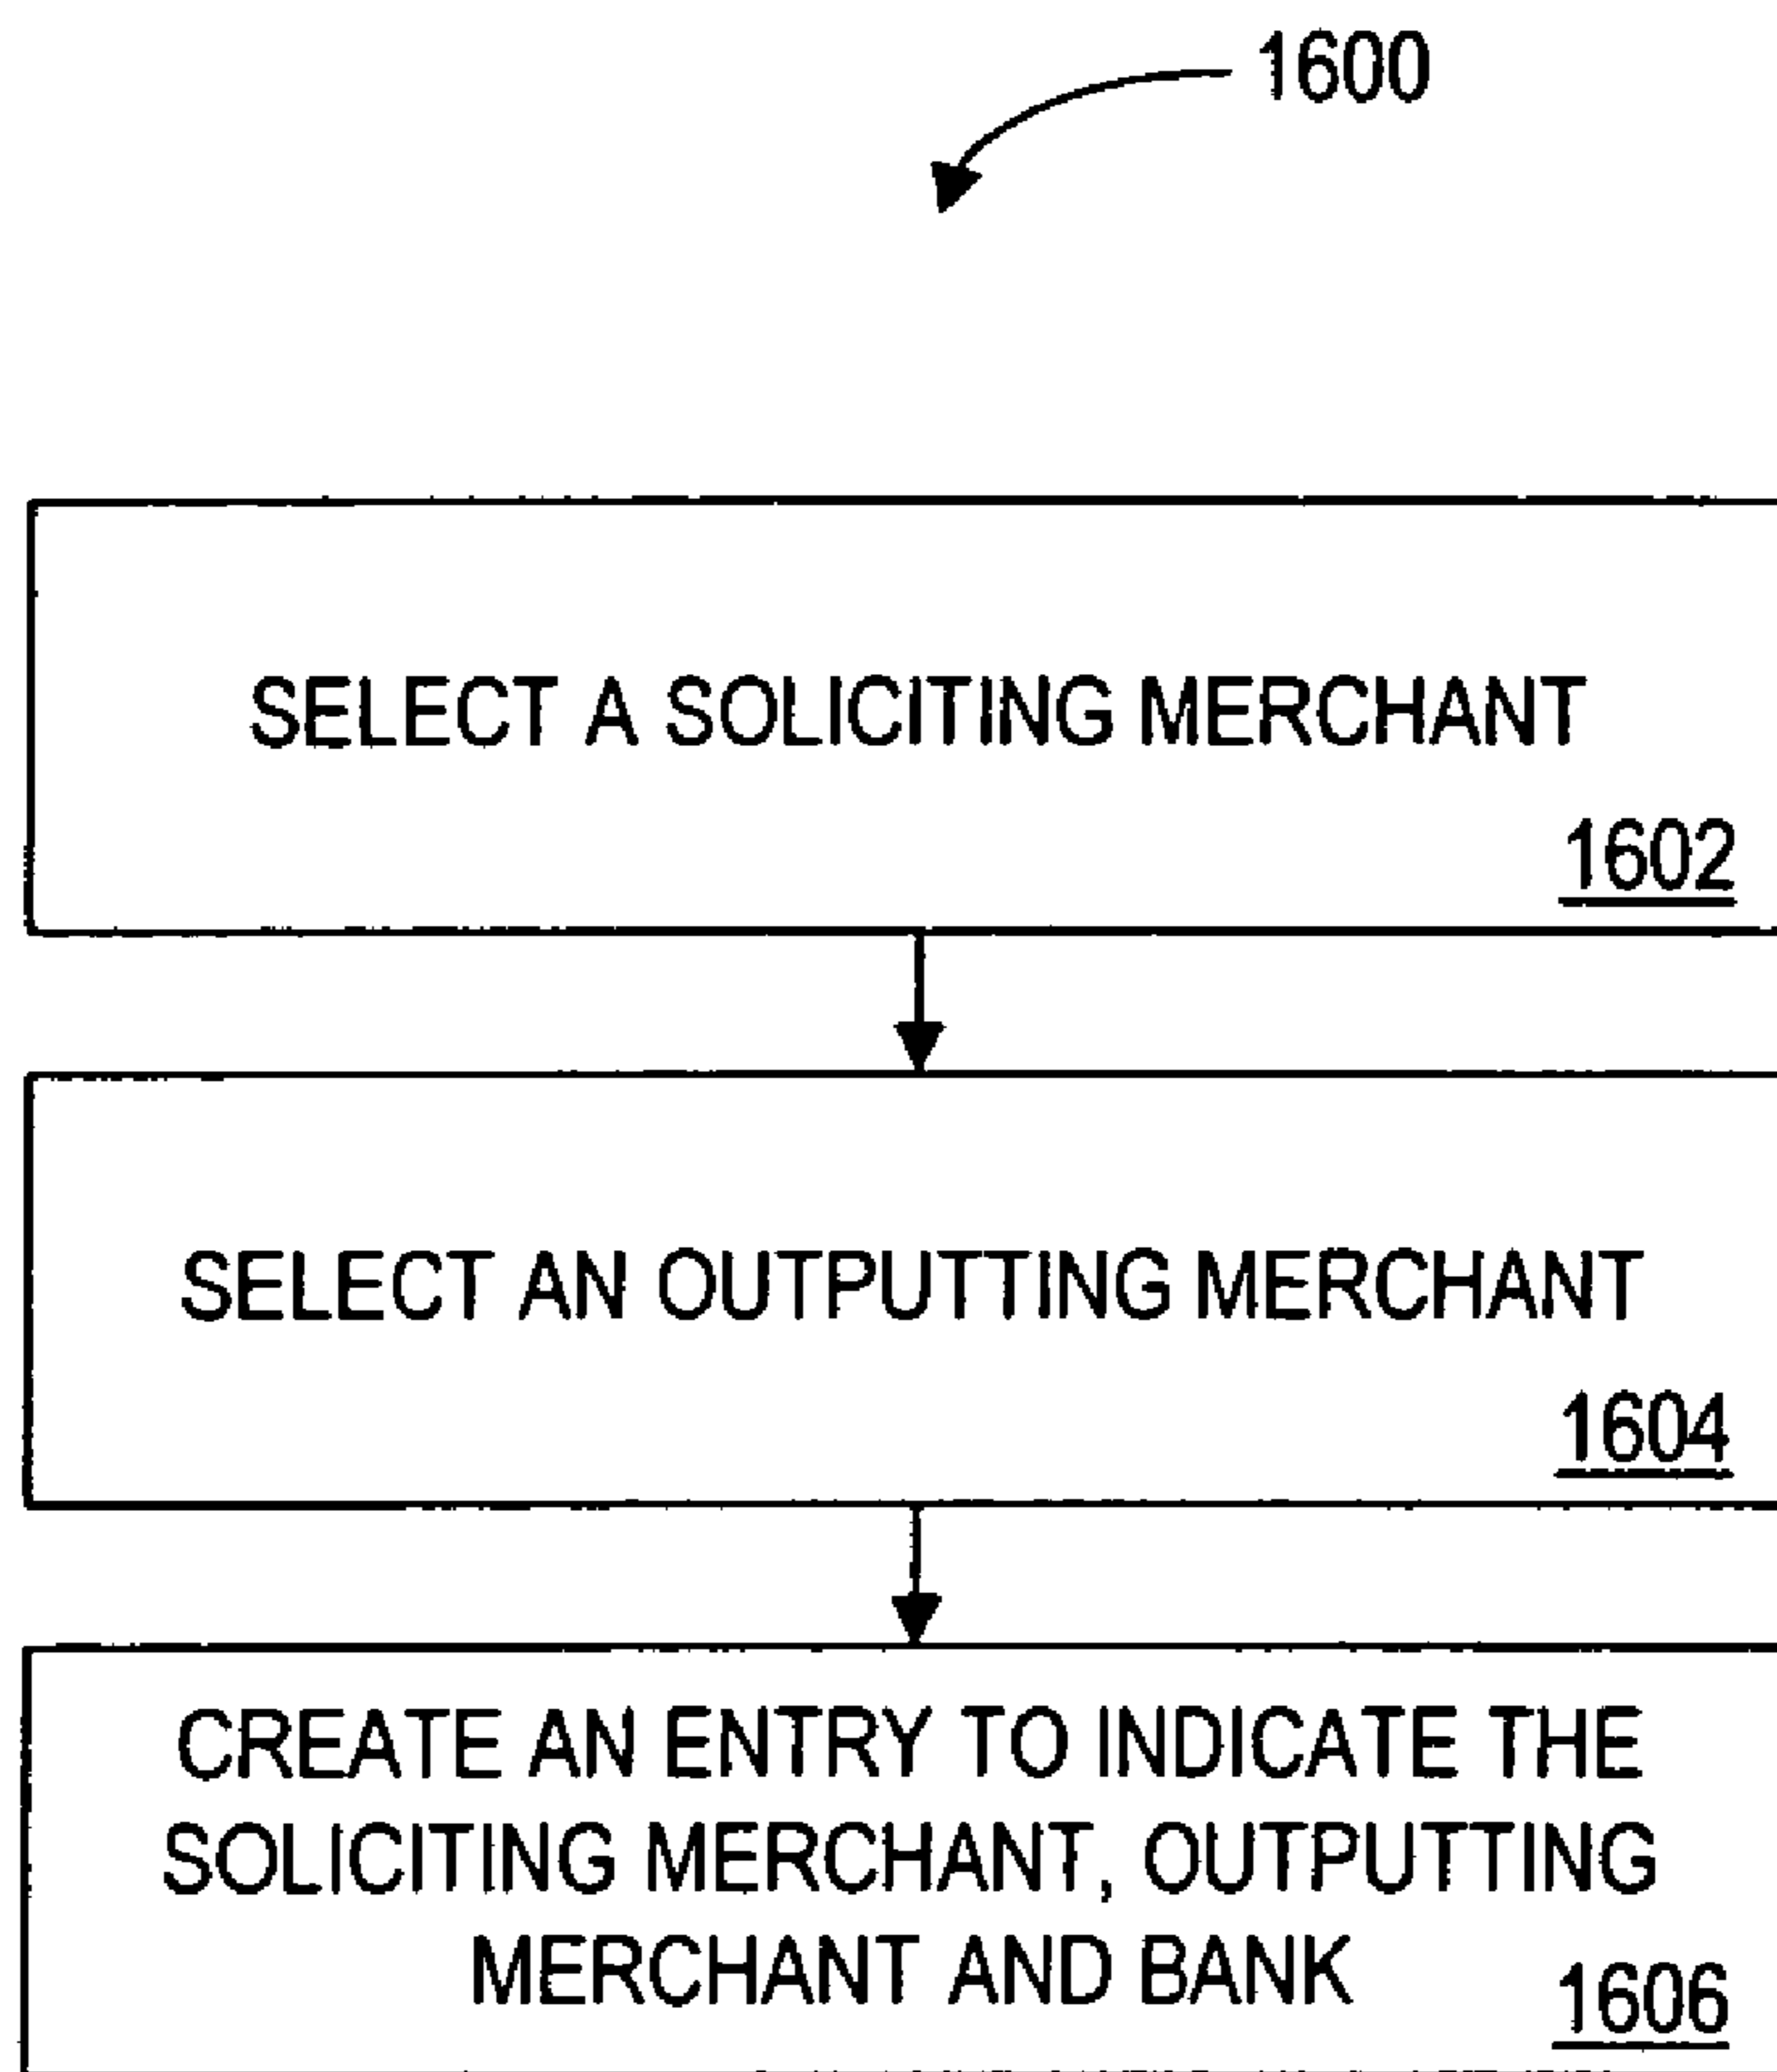 1600
SELECT A SOLICITING MERCHANT
1602
SELECT AN OUTPUTTING MERCHANT
1604
CREATE AN ENTRY TO INDICATE THE
SOLICITING MERCHANT, OUTPUTTING
MERCHANT AND BANK
1606